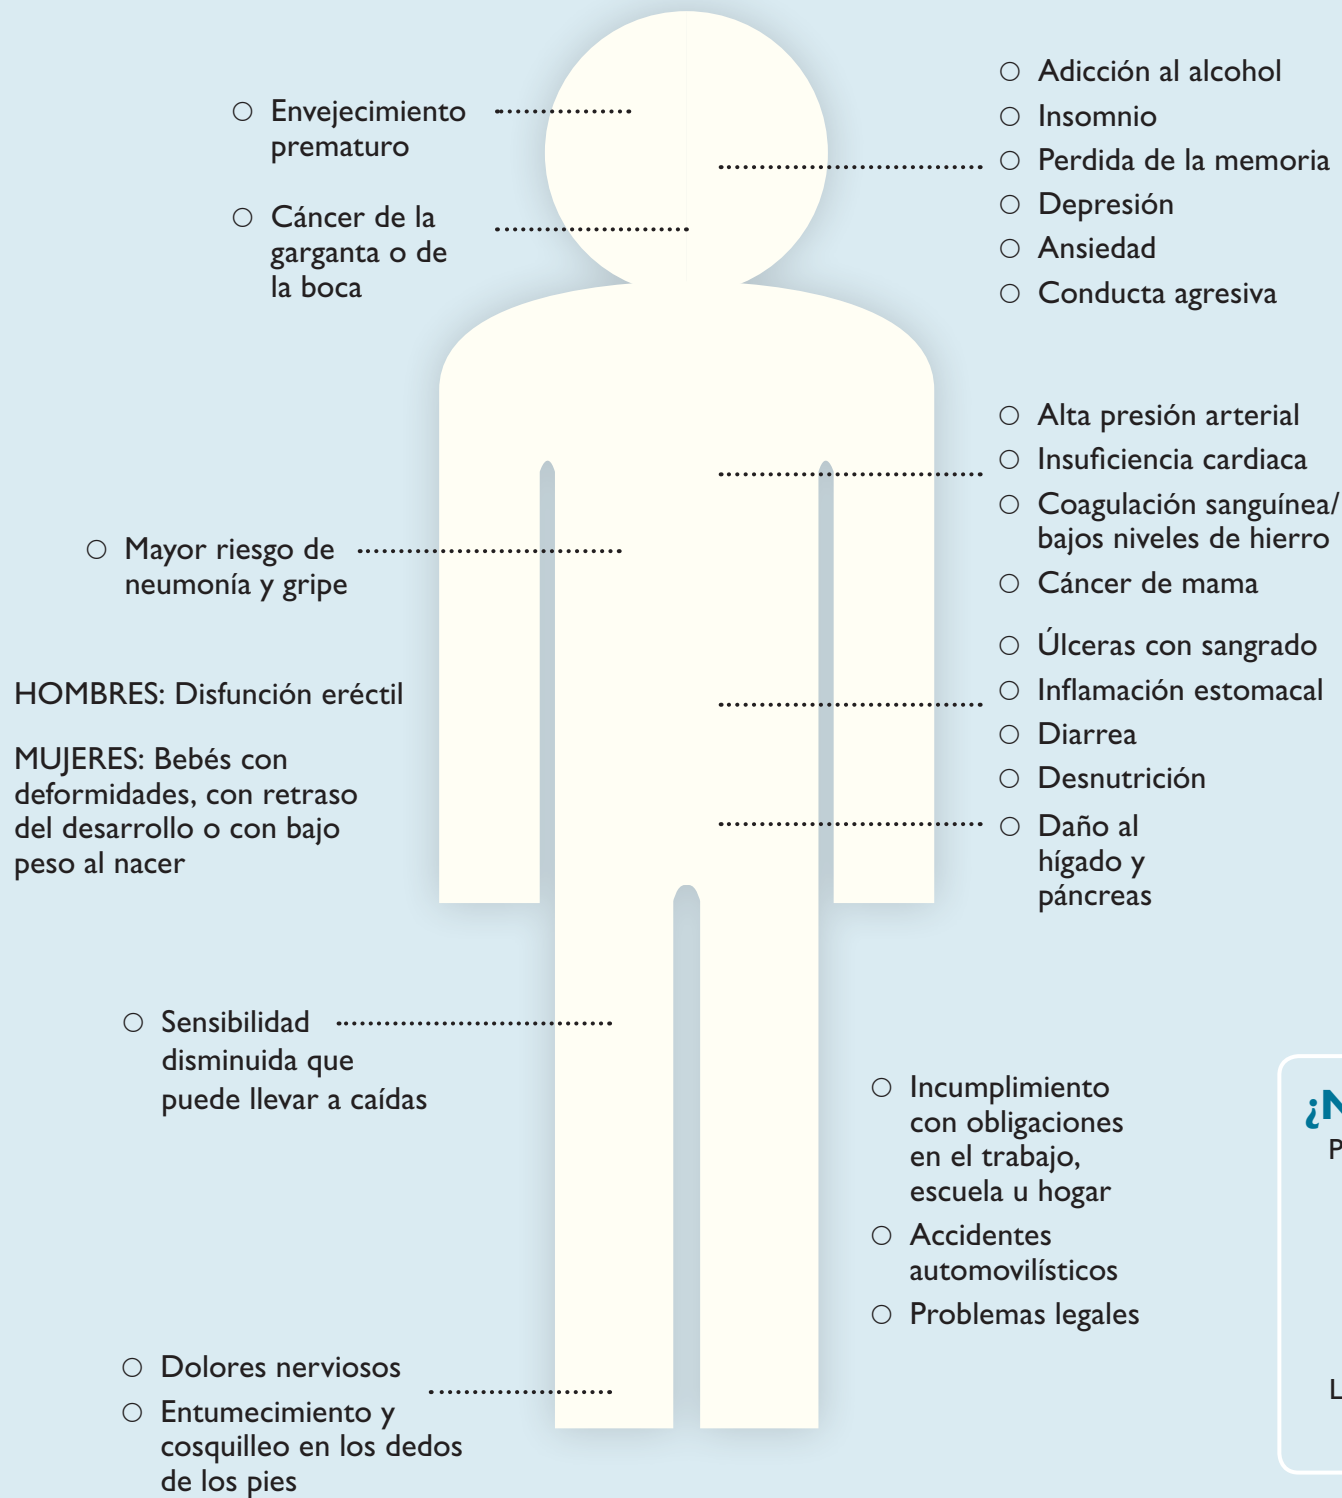 Envejecimiento
prematuro
Cáncer de la
garganta o de
la boca
Adicción al alcohol
Insomnio
Perdida de la memoria
Depresión
Ansiedad
Conducta agresiva
Alta presión arterial
Insuficiencia cardiaca
Coagulación sanguínea/
bajos niveles de hierro
Cáncer de mama
Mayor riesgo de
neumonía y gripe
Úlceras con sangrado
Inflamación estomacal
Diarrea
Desnutrición
Daño al
hígado y
páncreas
HOMBRES: Disfunción eréctil
MUJERES: Bebés con
deformidades, con retraso
del desarrollo o con bajo
peso al nacer
Sensibilidad
disminuida que
puede llevar a caídas
Incumplimiento
con obligaciones
en el trabajo,
escuela u hogar
Accidentes
automovilísticos
Problemas legales
Dolores nerviosos
Entumecimiento y
cosquilleo en los dedos
de los pies